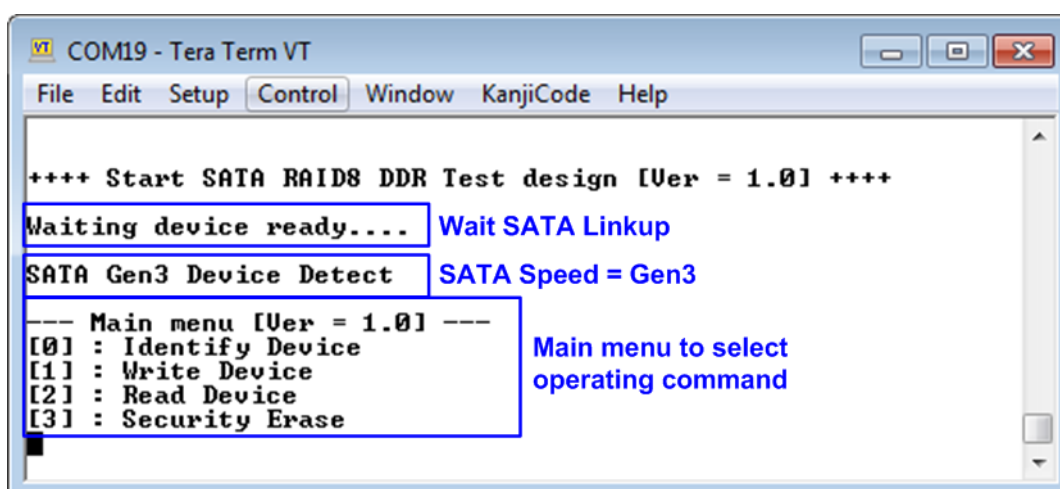 COM19 - Tera Term VT
File Edit Setup Control Window KanjiCode Help
++++ Start SATA RAID8 DDR Test design [Ver = 1.0] ++++
Waiting device ready.... Wait SATA Linkup
SATA Gen3 Device Detect SATA Speed = Gen3
--- Main menu [Ver = 1.0] ---
[0] : Identify Device
[1] : Write Device
[2] : Read Device
[3] : Security Erase
Main menu to select
operating command